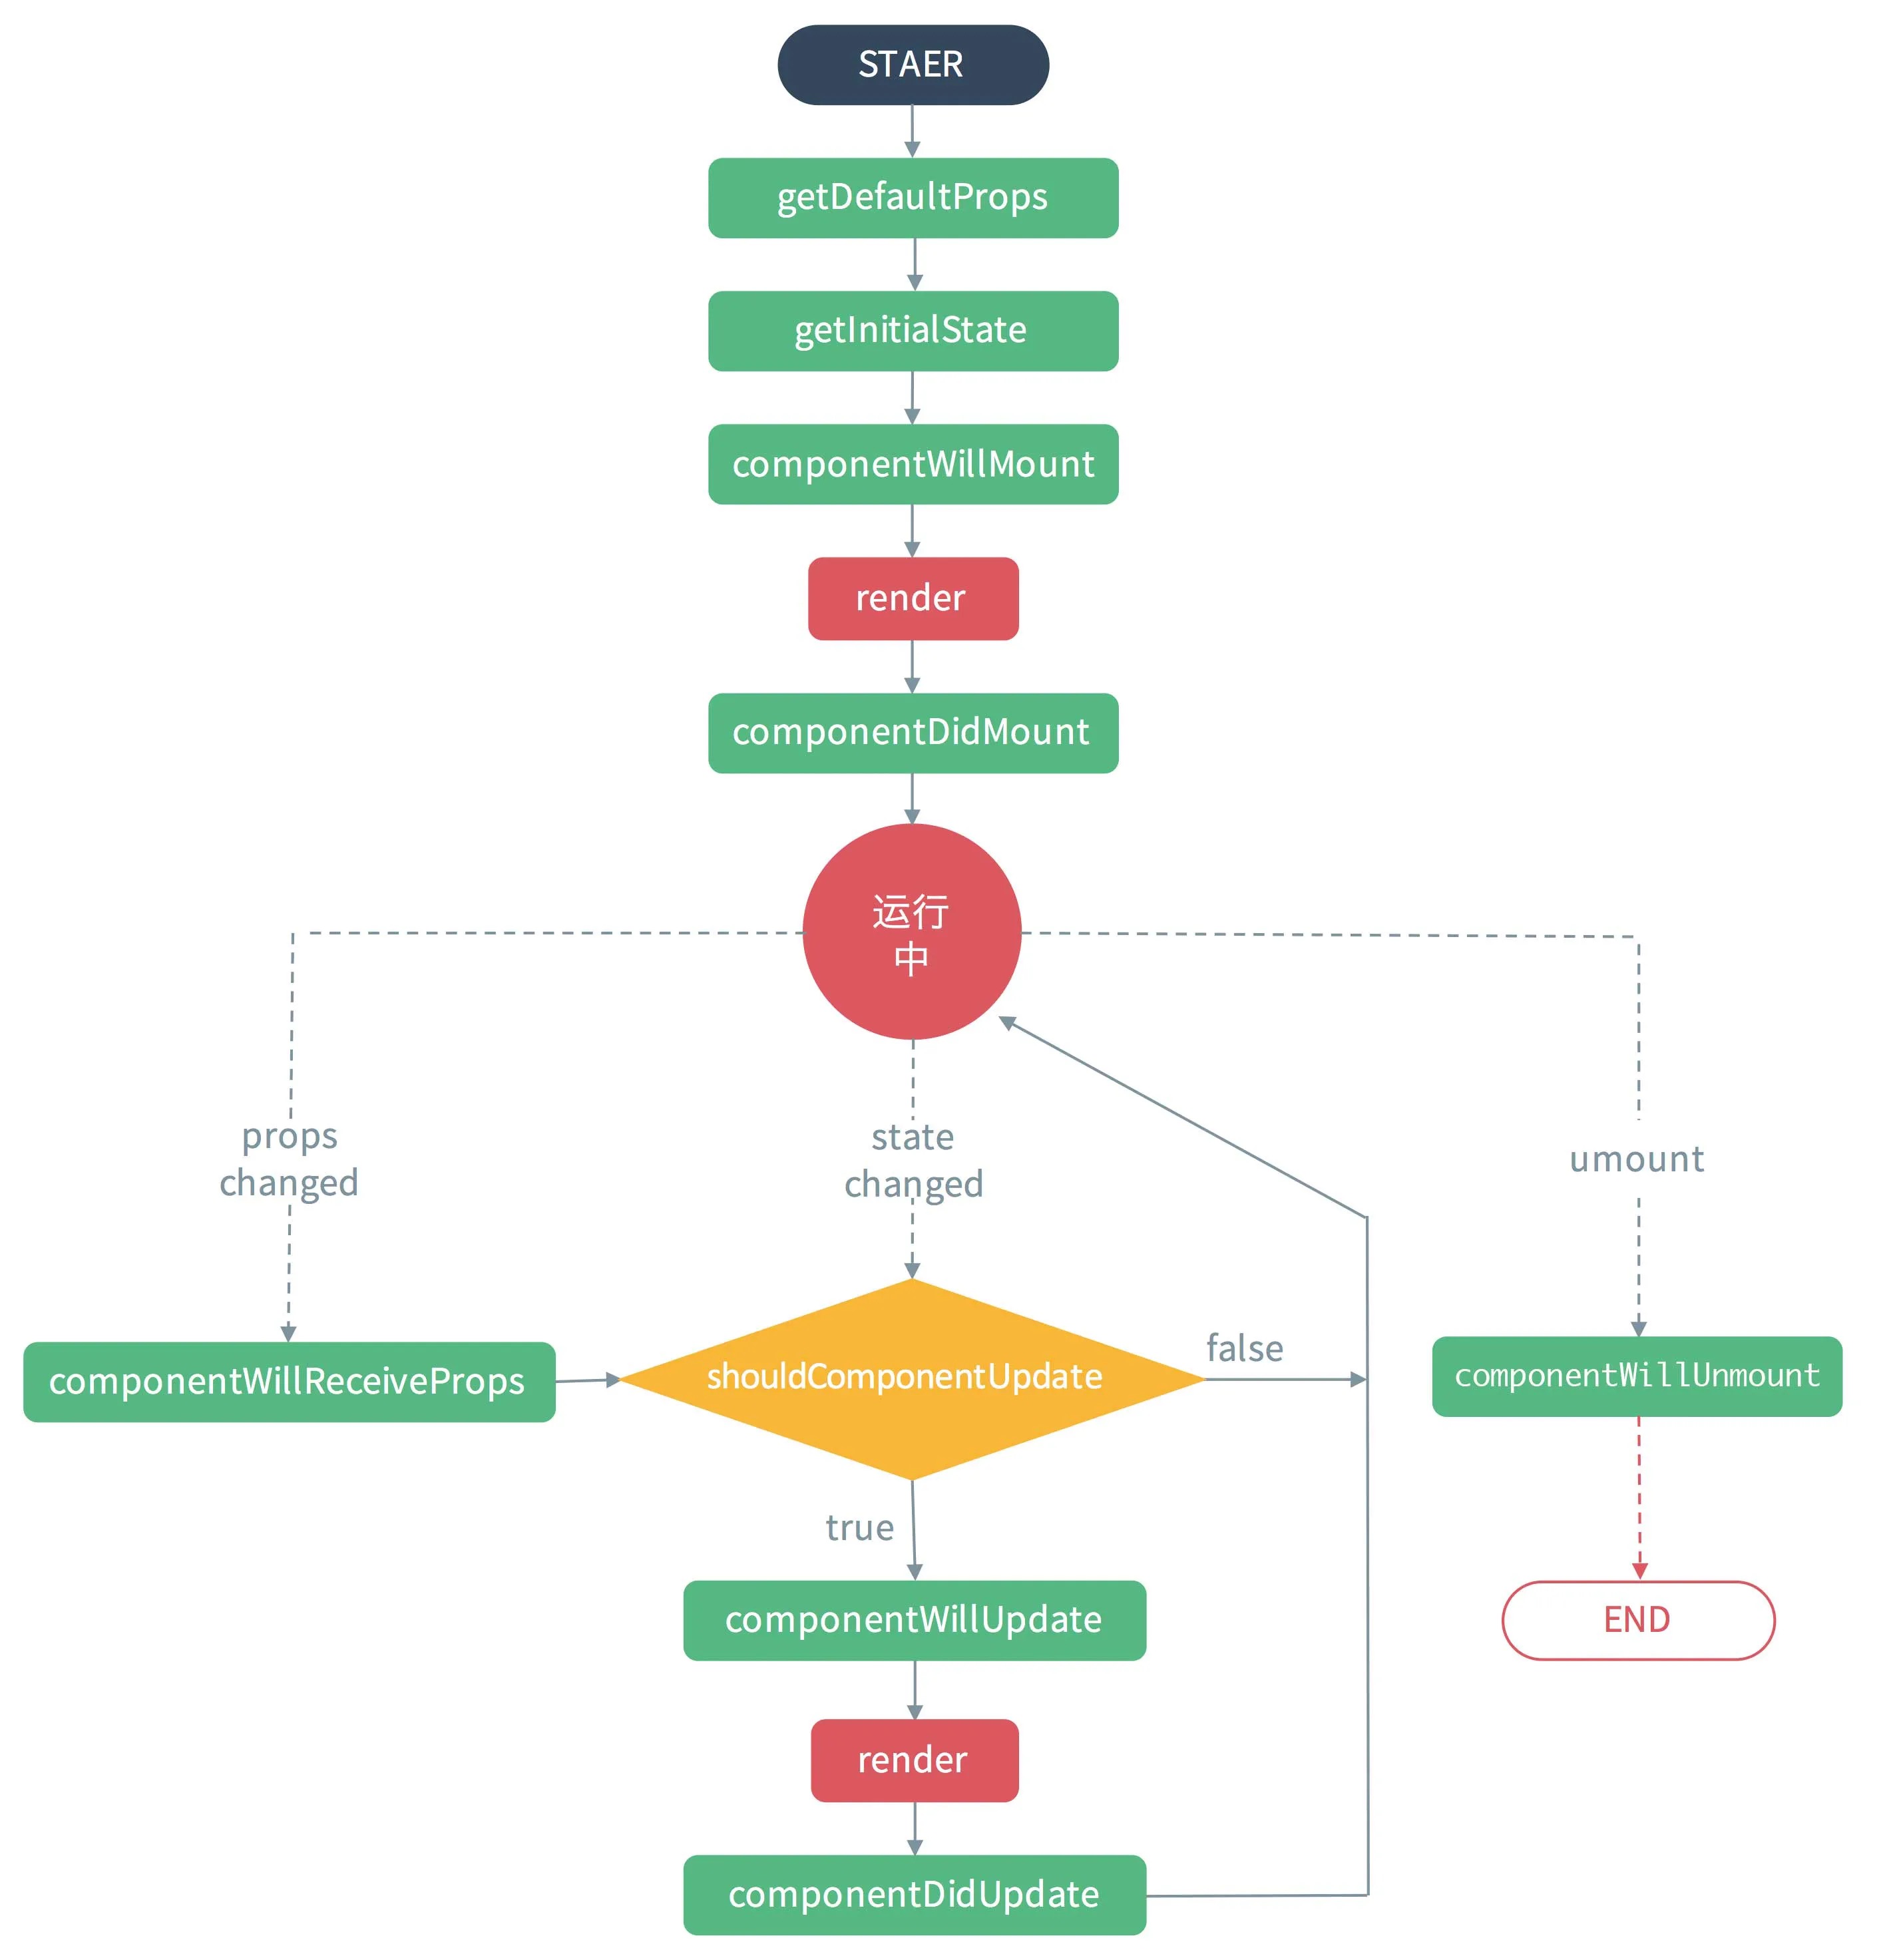 STAER
getDefaultProps
getInitialState
componentWillMount
render
componentDidMount
运行
中
props
changed
state
changed
umount
componentWillReceiveProps
shouldComponentUpdate
false
componentWillUnmount
true
componentWillUpdate
END
render
componentDidUpdate